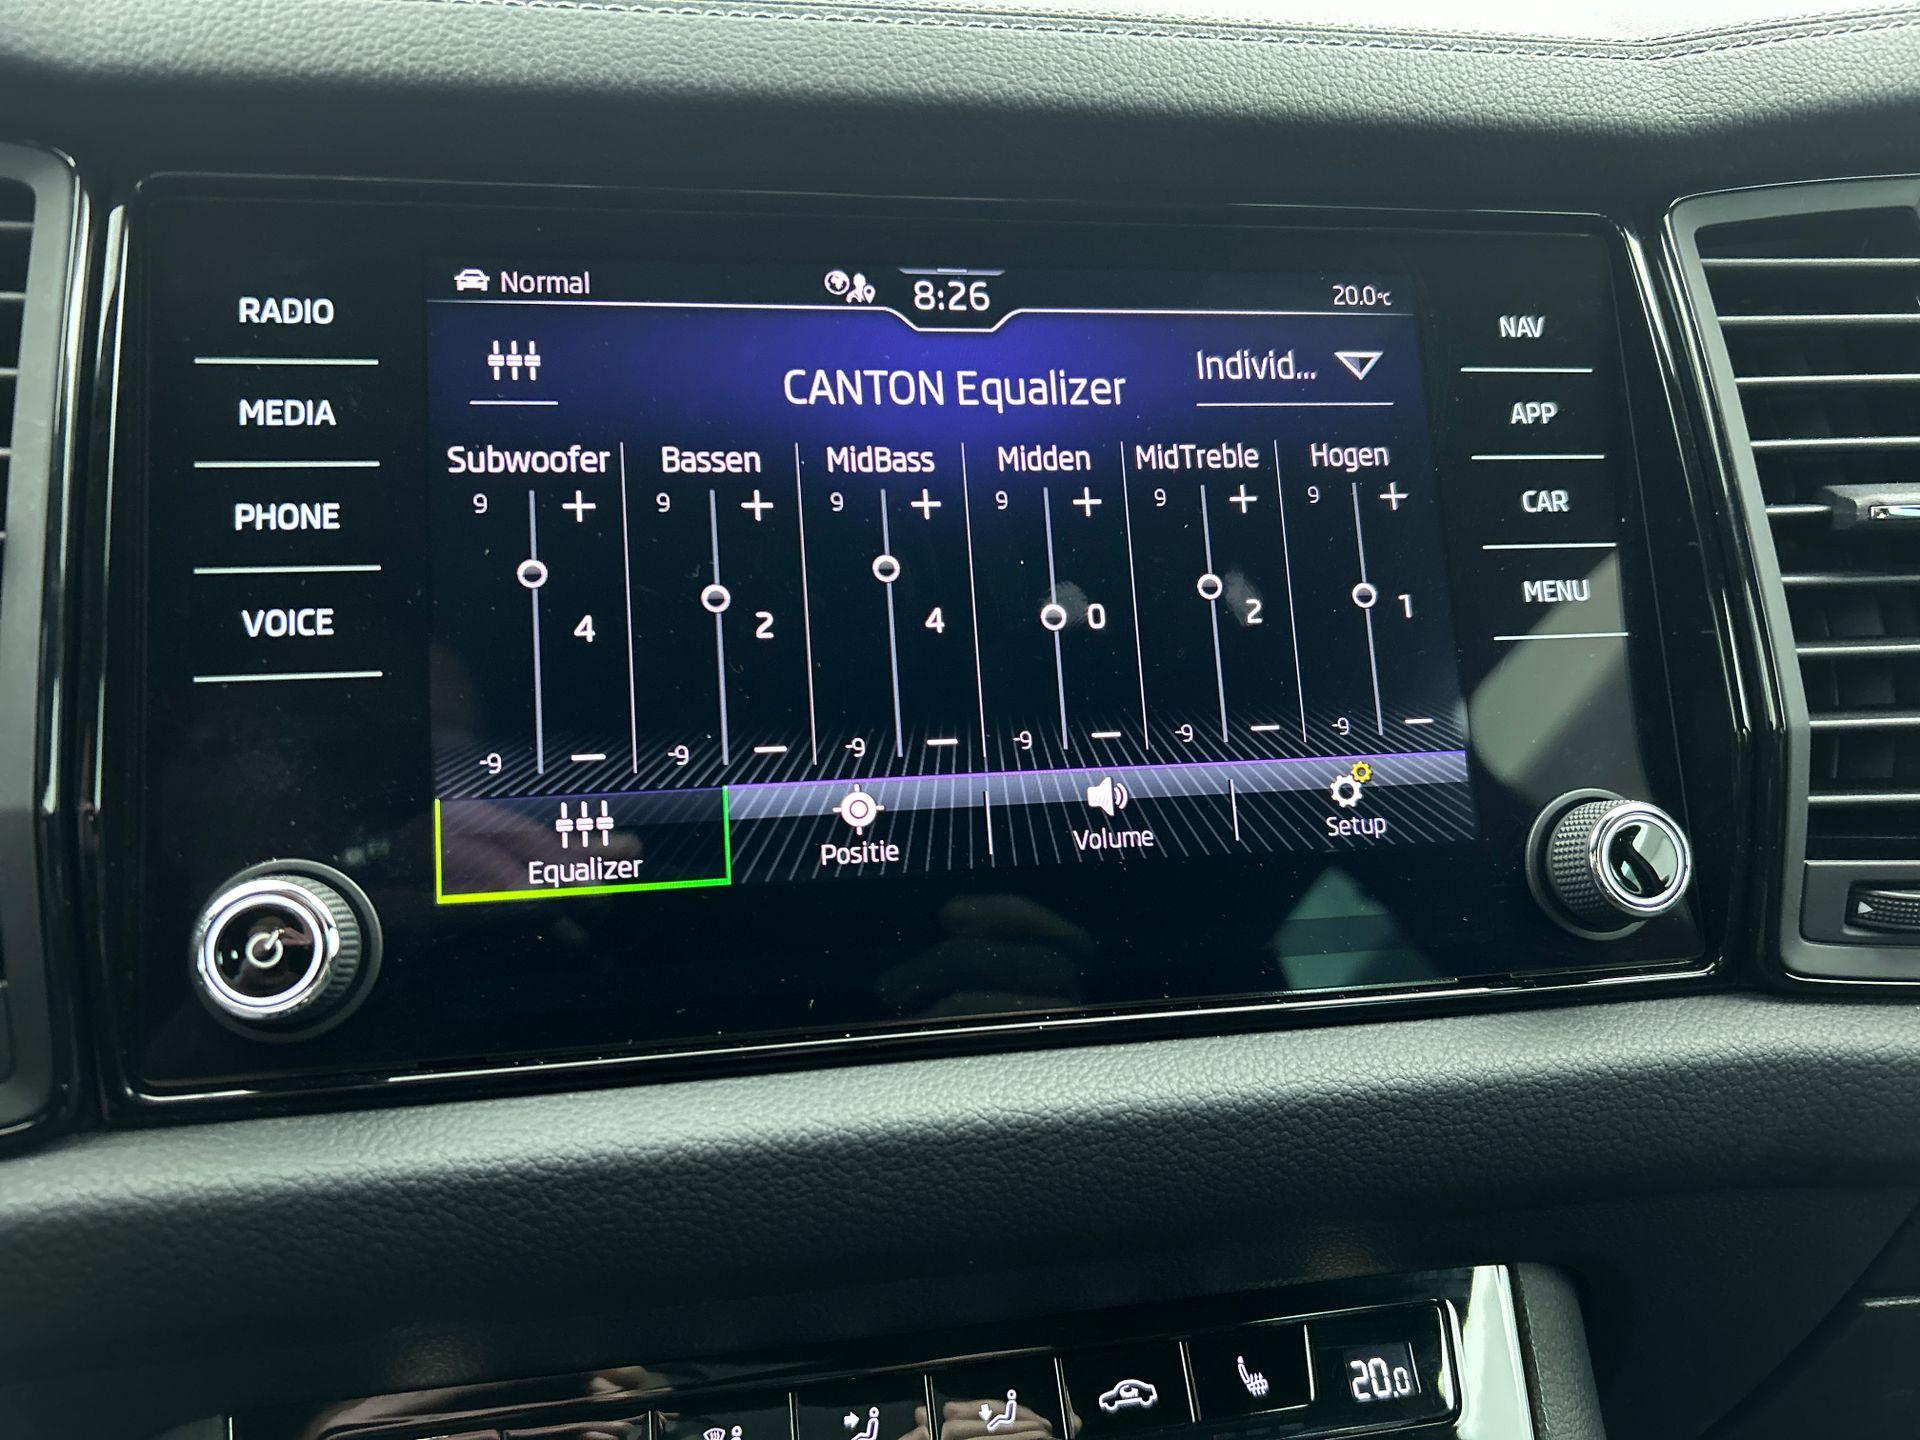 RADIO
MEDIA
PHONE
VOICE
Normal
8:26
20.0°C
CANTON Equalizer
Individ...
Subwoofer Bassen MidBass Midden MidTreble Hogen
9 + 9 + 9 + 9 + 9 + 9 +
4 2 4 0 2 1
-9 — -9 — -9 — -9 — -9 — -9 —
Equalizer Positie Volume Setup
NAV
APP
CAR
MENU
20.0